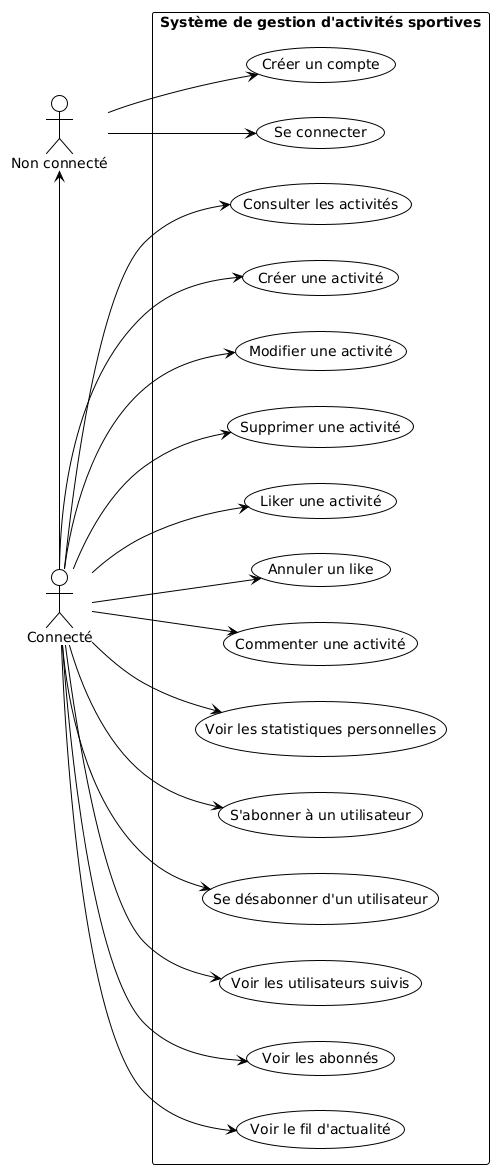 Système de gestion d'activités sportives
Créer un compte
Se connecter
Non connecté
Consulter les activités
Créer une activité
Modifier une activité
Supprimer une activité
Liker une activité
Annuler un like
Commenter une activité
Connecté
Voir les statistiques personnelles
S'abonner à un utilisateur
Se désabonner d'un utilisateur
Voir les utilisateurs suivis
Voir les abonnés
Voir le fil d'actualité